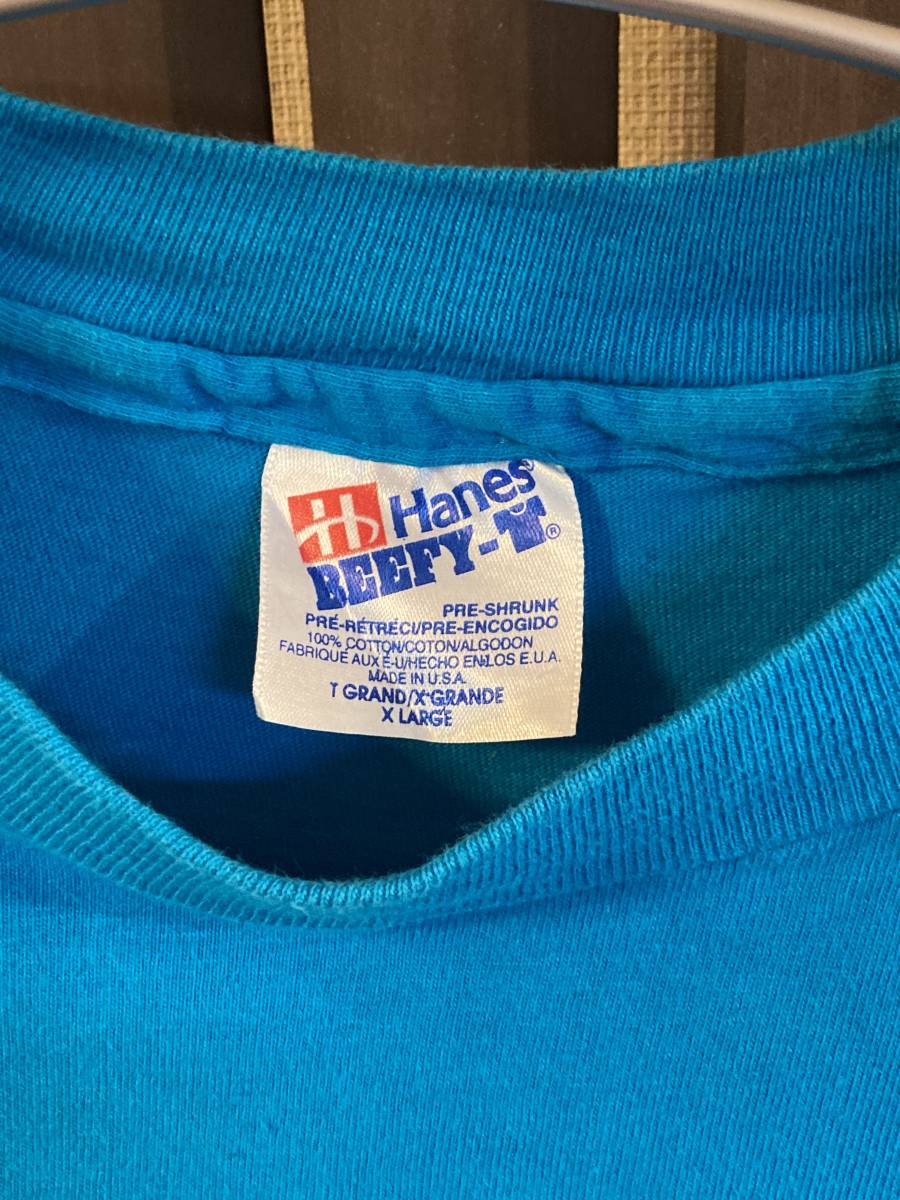 H Hanes®
BEEFY-T®
PRE-SHRUNK
PRÉ-RÉTRÉCI/PRE-ENCOGIDO
100% COTTON/COTON/ALGODON
FABRIQUÉ AUX É-U/HECHO EN LOS E.U.A.
MADE IN U.S.A.
T GRAND/X GRANDE
X LARGE